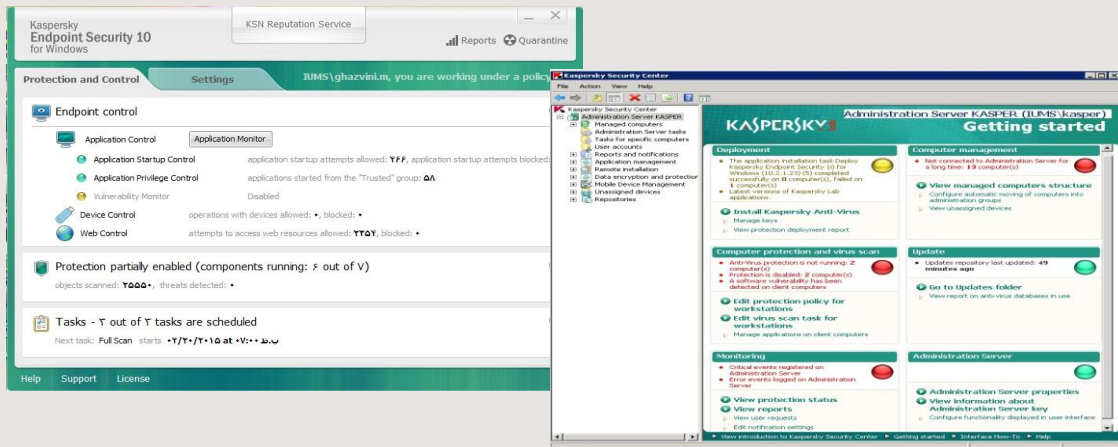 Kaspersky
Endpoint Security 10
for Windows
KSN Reputation Service
Reports Quarantine
Protection and Control Settings IUMS\ghazvini.m, you are working under a policy
Endpoint control
Application Control Application Monitor
Application Startup Control application startup attempts allowed: ۲۶۶, application startup attempts blocked:
Application Privilege Control applications started from the "Trusted" group: ۵۸
Vulnerability Monitor Disabled
Device Control operations with devices allowed: ۰, blocked: ۰
Web Control attempts to access web resources allowed: ۲۳۵۲, blocked: ۰
Protection partially enabled (components running: ۶ out of ۷)
objects scanned: ۲۵۵۵۰, threats detected: ۰
Tasks - ۳ out of ۳ tasks are scheduled
Next task: Full Scan starts ۰۲/۲۰/۲۰۱۵ at ۰۷:۰۰ ب.ظ
Help Support License
Kaspersky Security Center
File Action View Help
Kaspersky Security Center
Administration Server KASPER
Managed computers
Administration Server tasks
Tasks for specific computers
User accounts
Reports and notifications
Application management
Remote installation
Data encryption and protection
Mobile Device Management
Unassigned devices
Repositories
KASPERSKY
Administration Server KASPER (IUMS\kasper)
Getting started
Deployment
The application installation task Deploy
Kaspersky Endpoint Security 10 for
Windows (10.2.1.23) (5) completed
successfully on 0 computer(s), failed on
1 computer(s)
Latest versions of Kaspersky Lab
applications.
Install Kaspersky Anti-Virus
Manage keys
View protection deployment report
Computer management
Not connected to Administration Server for
a long time: 13 computer(s)
View managed computers structure
Configure automatic moving of computers into
administration groups
View unassigned devices
Computer protection and virus scan
Anti-Virus protection is not running: 2
computer(s)
Protection is disabled: 2 computer(s)
A software vulnerability has been
detected on client computers
Edit protection policy for
workstations
Edit virus scan task for
workstations
Manage applications on client computers
Update
Updates repository last updated: 49
minutes ago
Go to Updates folder
View report on anti-virus databases in use
Monitoring
Critical events registered on
Administration Server
Error events logged on Administration
Server
View protection status
View reports
View user requests
Edit notification settings
Administration Server
Administration Server properties
View information about
Administration Server key
Configure functionality displayed in user interface
View introduction to Kaspersky Security Center Getting started Interface How-To Help